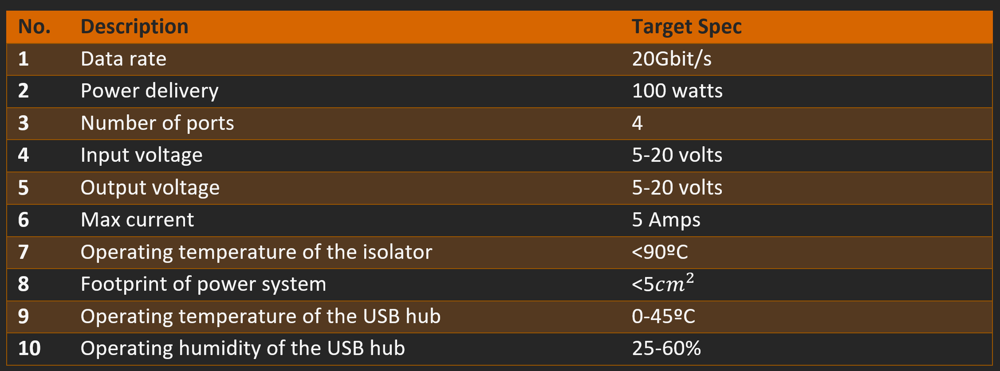 No. Description Target Spec
1 Data rate 20Gbit/s
2 Power delivery 100 watts
3 Number of ports 4
4 Input voltage 5-20 volts
5 Output voltage 5-20 volts
6 Max current 5 Amps
7 Operating temperature of the isolator <90ºC
8 Footprint of power system <5cm²
9 Operating temperature of the USB hub 0-45ºC
10 Operating humidity of the USB hub 25-60%